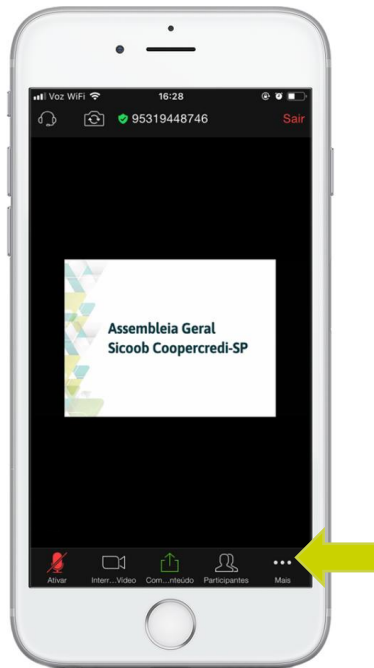 Voz WiFi 16:28
95319448746 Sair
Assembleia Geral
Sicoob Coopercredi-SP
Ativar Interr...Vídeo Com...nteúdo Participantes Mais